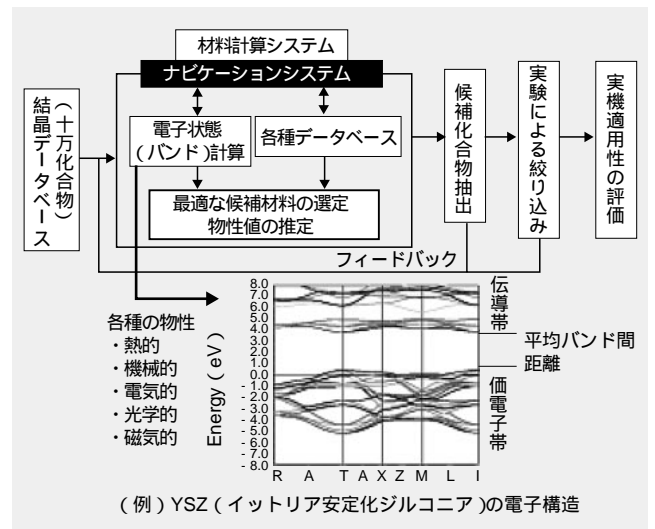 材料計算システム
ナビケーションシステム
結晶データベース
(十万化合物)
電子状態
(バンド)計算
各種データベース
最適な候補材料の選定
物性値の推定
候補化合物抽出
実験による絞り込み
実機適用性の評価
フィードバック
各種の物性
・熱的
・機械的
・電気的
・光学的
・磁気的
Energy(eV)
8.0
7.0
6.0
5.0
4.0
3.0
2.0
1.0
0.0
- 1.0
- 2.0
- 3.0
- 4.0
- 5.0
- 6.0
- 7.0
- 8.0
R A T A X Z M L I
伝導帯
価電子帯
平均バンド間
距離
(例)YSZ(イットリア安定化ジルコニア)の電子構造